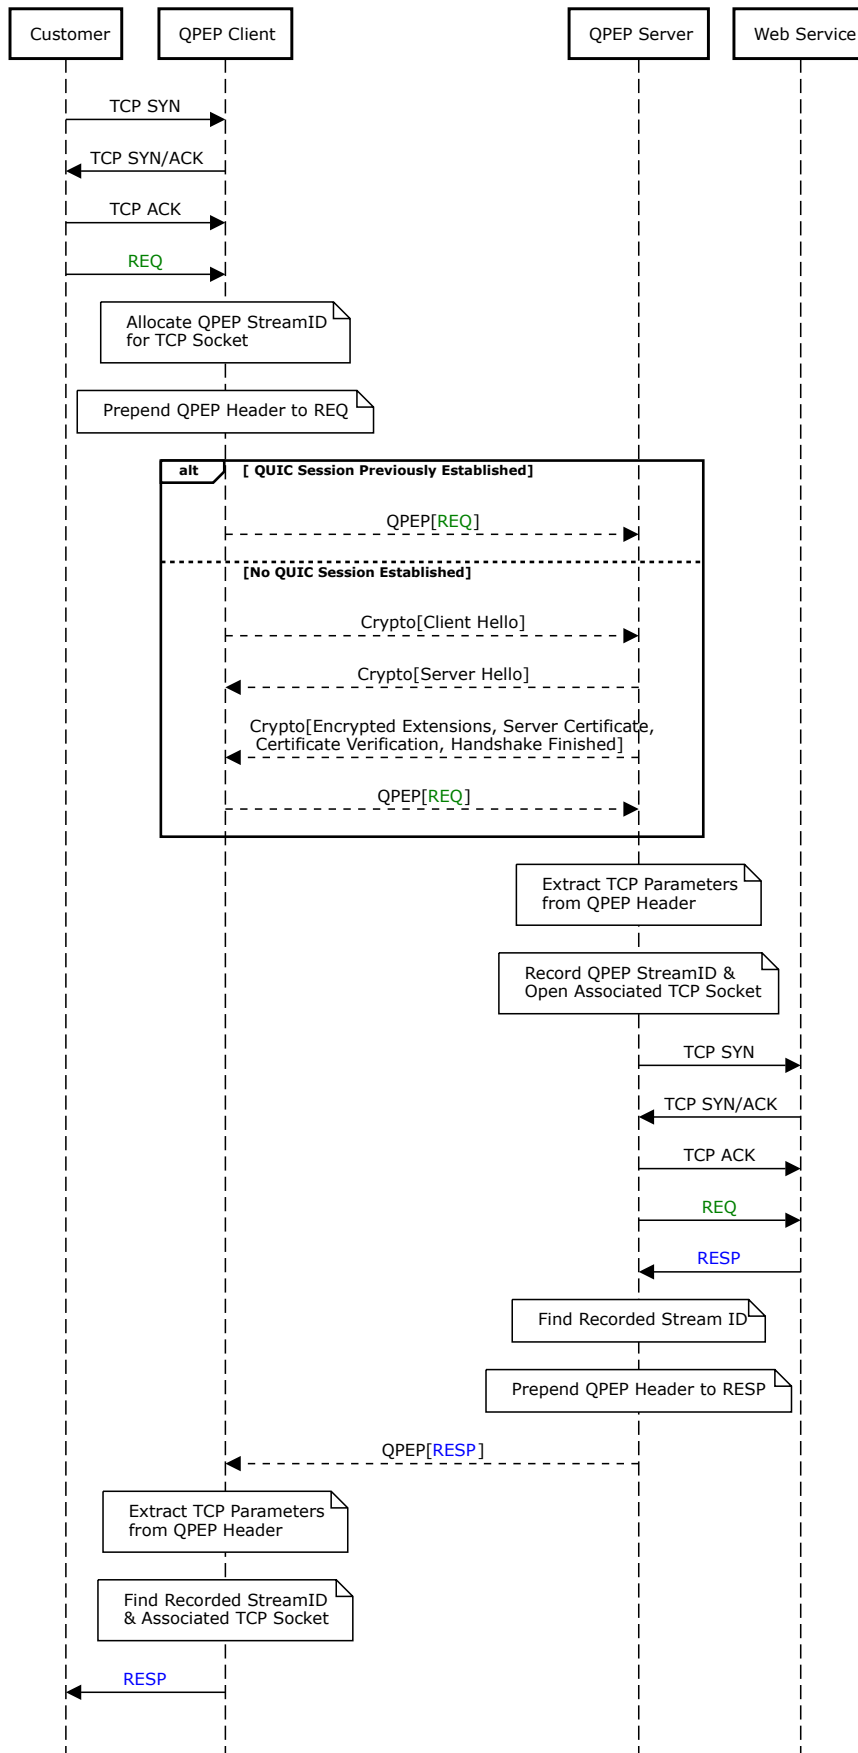 Customer
QPEP Client
QPEP Server
Web Service
TCP SYN
TCP SYN/ACK
TCP ACK
REQ
Allocate QPEP StreamID
for TCP Socket
Prepend QPEP Header to REQ
alt
[ QUIC Session Previously Established]
QPEP[REQ]
[No QUIC Session Established]
Crypto[Client Hello]
Crypto[Server Hello]
Crypto[Encrypted Extensions, Server Certificate,
Certificate Verification, Handshake Finished]
QPEP[REQ]
Extract TCP Parameters
from QPEP Header
Record QPEP StreamID &
Open Associated TCP Socket
TCP SYN
TCP SYN/ACK
TCP ACK
REQ
RESP
Find Recorded Stream ID
Prepend QPEP Header to RESP
QPEP[RESP]
Extract TCP Parameters
from QPEP Header
Find Recorded StreamID
& Associated TCP Socket
RESP